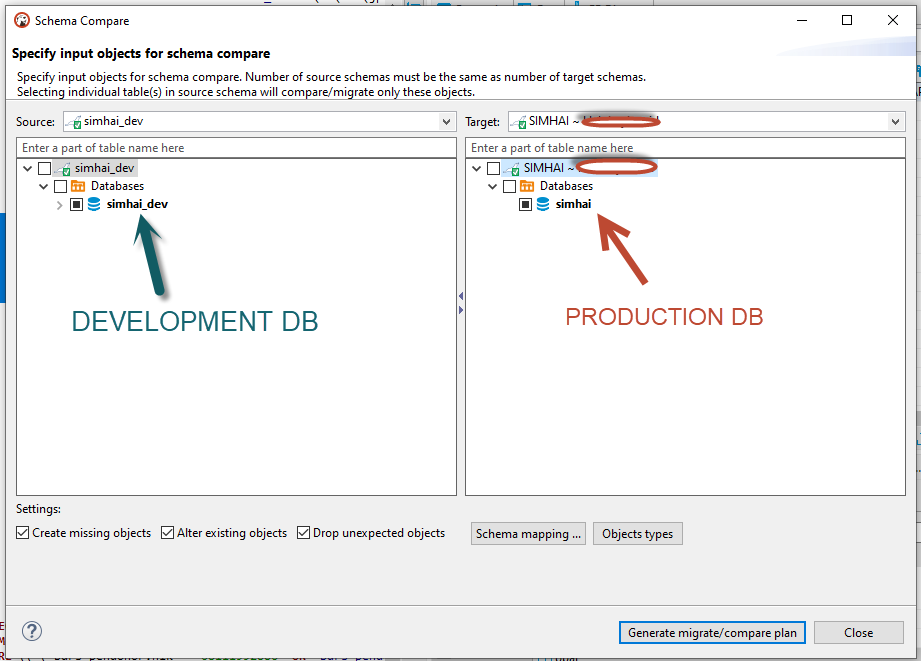 Schema Compare
Specify input objects for schema compare
Specify input objects for schema compare. Number of source schemas must be the same as number of target schemas.
Selecting individual table(s) in source schema will compare/migrate only these objects.
Source: simhai_dev
Target: SIMHAI ~
Enter a part of table name here
Enter a part of table name here
simhai_dev
Databases
simhai_dev
SIMHAI ~
Databases
simhai
DEVELOPMENT DB
PRODUCTION DB
Settings:
Create missing objects Alter existing objects Drop unexpected objects Schema mapping ... Objects types
? Generate migrate/compare plan Close